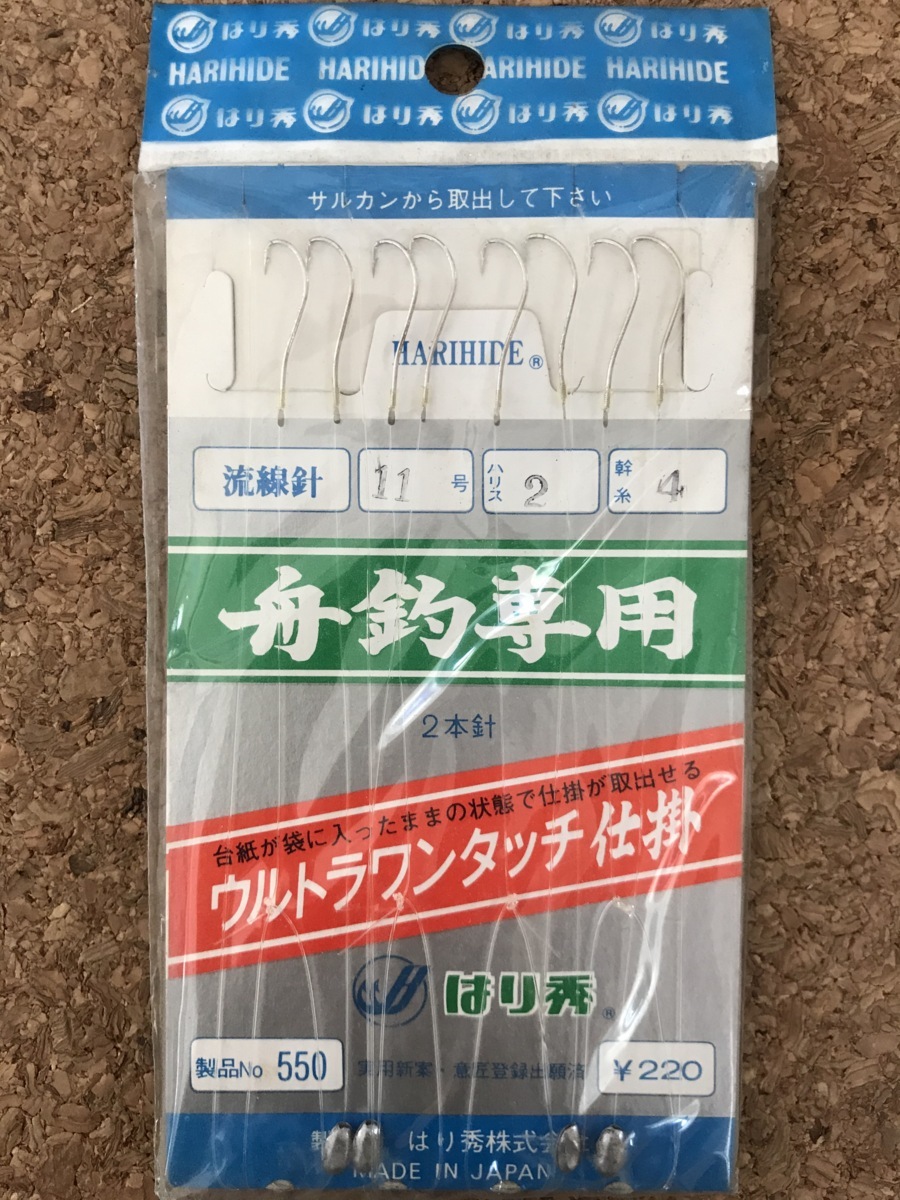 はり秀 はり秀 はり秀 はり秀
HARIHIDE HARIHID ARIHIDE HARIHIDE
はり秀 はり秀 はり秀 はり秀
サルカンから取出して下さい
HARIHIDE®
流線針 11号 ハリス 2 幹糸 4
舟釣専用
2本針
台紙が袋に入ったままの状態で仕掛が取出せる
ウルトラワンタッチ仕掛
はり秀®
製品No 550 実用新案・意匠登録出願済 ¥220
製 はり秀株式会
MADE IN JAPAN